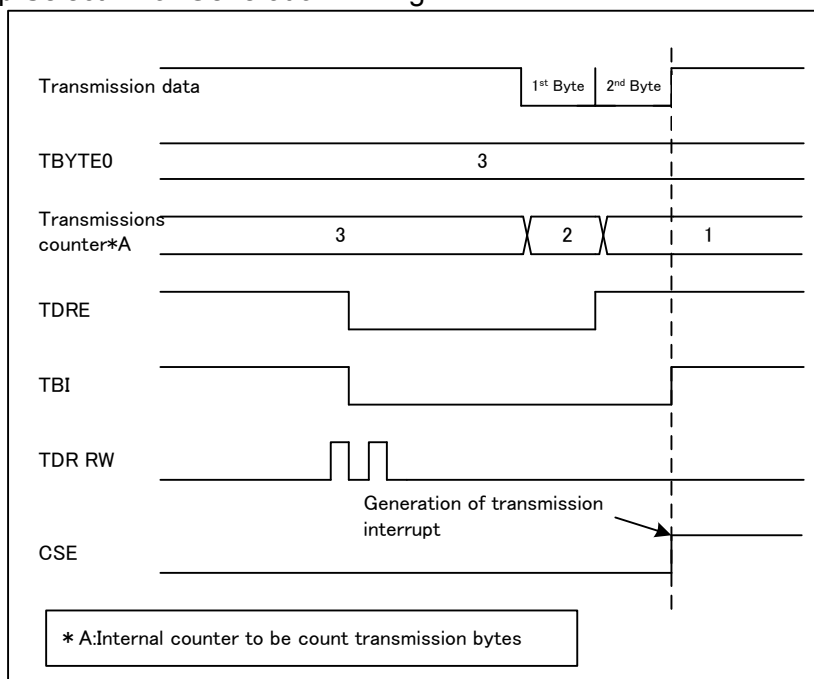 Transmission data
1st Byte
2nd Byte
TBYTE0
3
Transmissions
counter*A
3
2
1
TDRE
TBI
TDR RW
Generation of transmission
interrupt
CSE
* A:Internal counter to be count transmission bytes